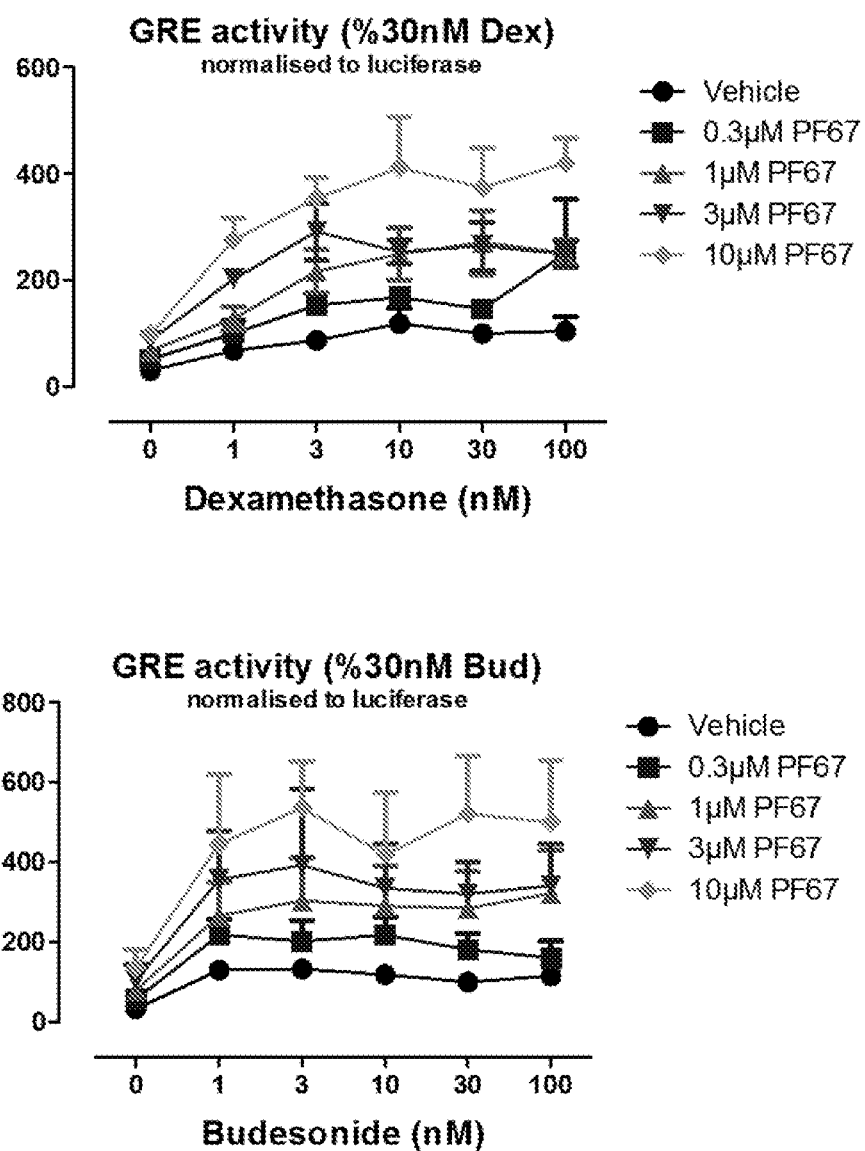 GRE activity (%30nM Dex)
normalised to luciferase
600
400
200
0
0 1 3 10 30 100
Dexamethasone (nM)
Vehicle
0.3µM PF67
1µM PF67
3µM PF67
10µM PF67
GRE activity (%30nM Bud)
normalised to luciferase
800
600
400
200
0
0 1 3 10 30 100
Budesonide (nM)
Vehicle
0.3µM PF67
1µM PF67
3µM PF67
10µM PF67